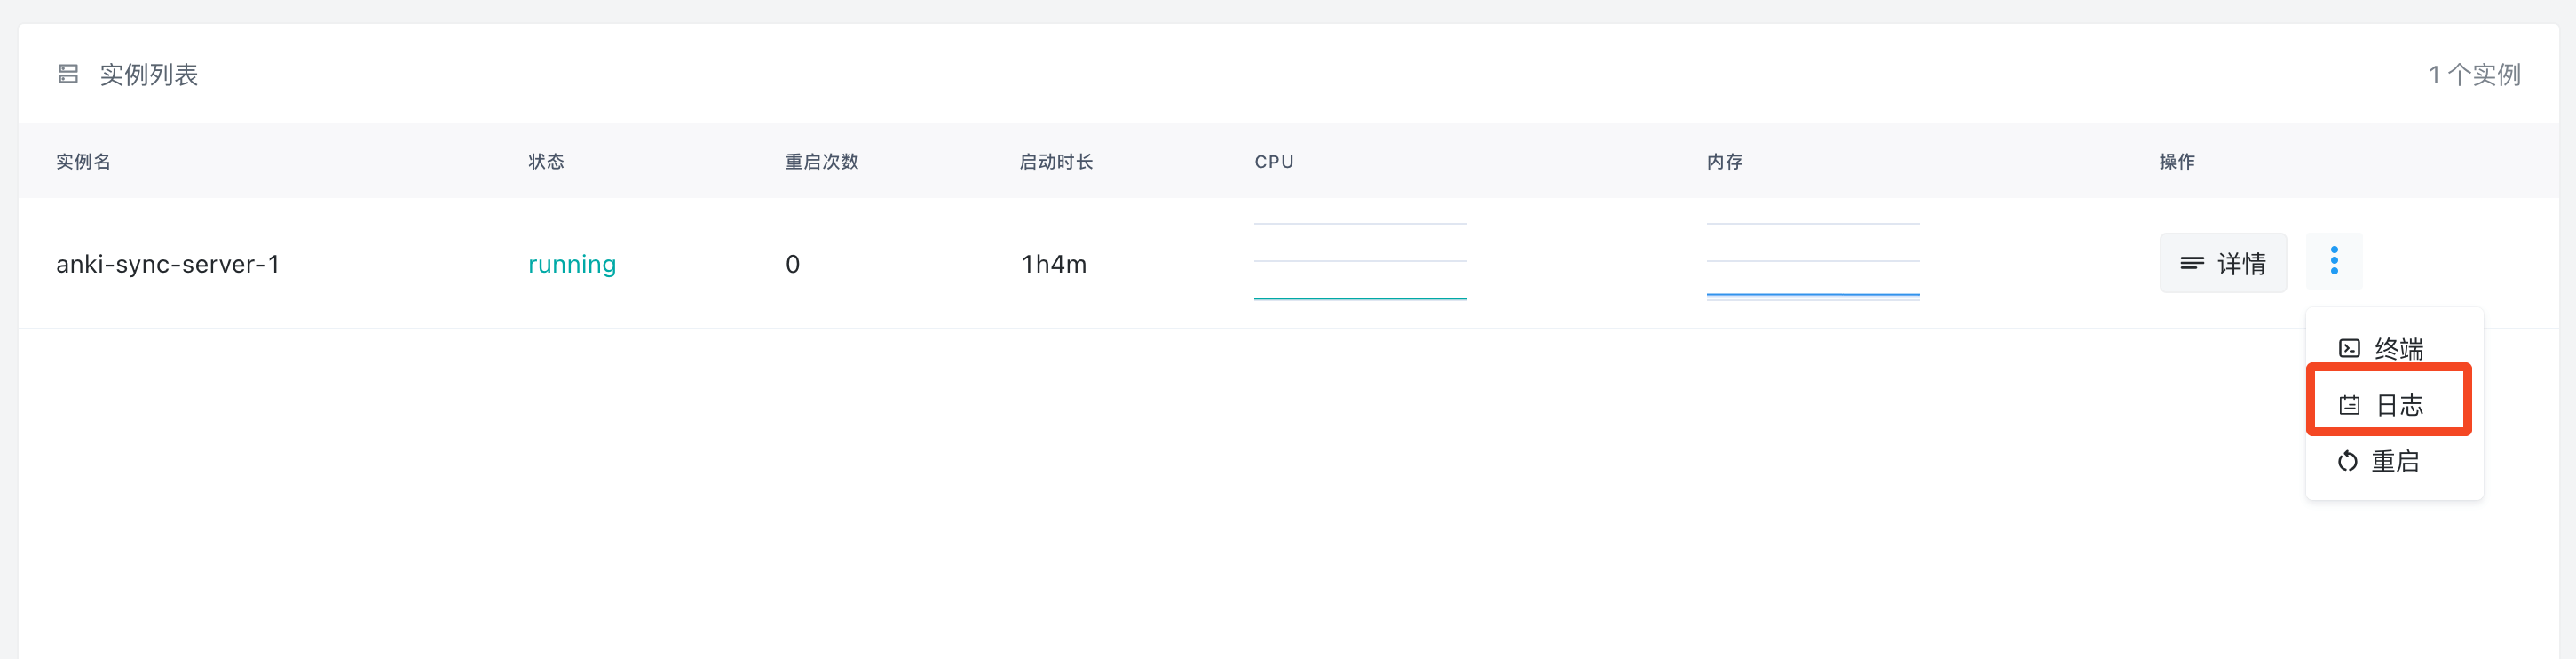 实例列表
1 个实例
实例名 状态 重启次数 启动时长 CPU 内存 操作
anki-sync-server-1 running 0 1h4m 详情
终端
日志
重启